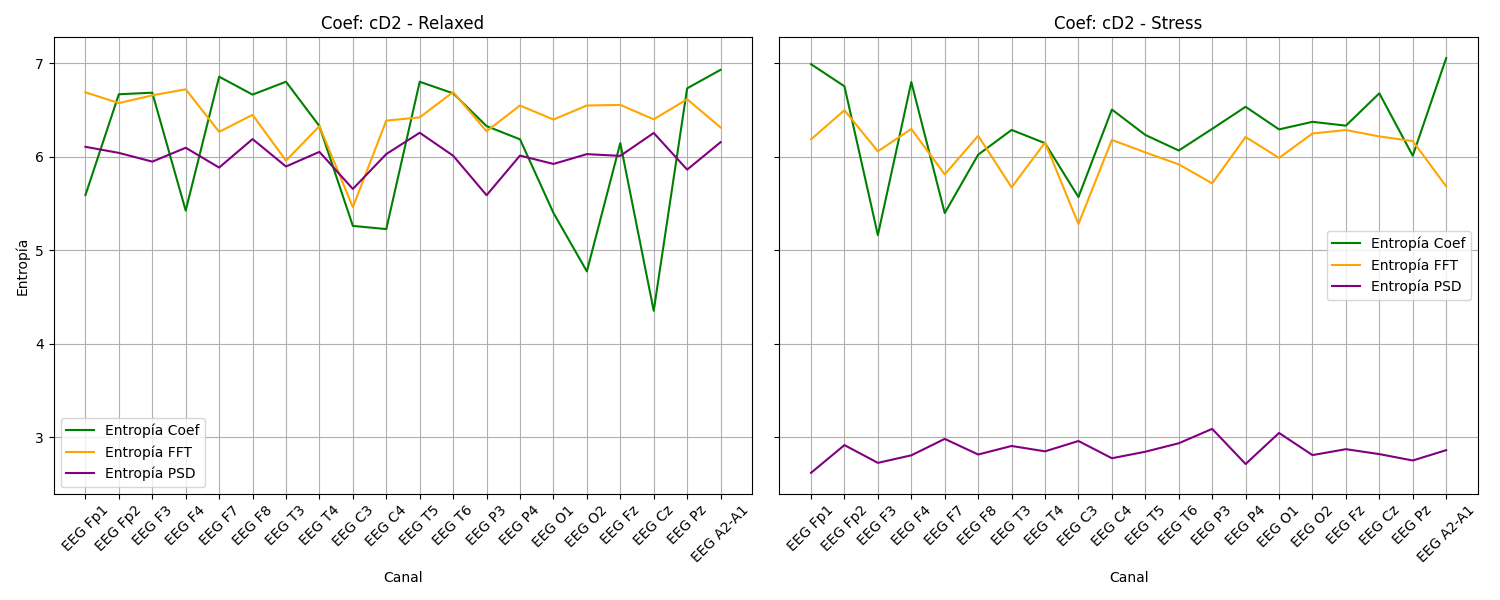 Coef: cD2 - Relaxed
Entropía
7
6
5
4
3
Entropía Coef
Entropía FFT
Entropía PSD
EEG Fp1
EEG Fp2
EEG F3
EEG F4
EEG F7
EEG F8
EEG T3
EEG T4
EEG C3
EEG C4
EEG T5
EEG T6
EEG P3
EEG P4
EEG O1
EEG O2
EEG Fz
EEG Cz
EEG Pz
EEG A2-A1
Canal
Coef: cD2 - Stress
Entropía Coef
Entropía FFT
Entropía PSD
EEG Fp1
EEG Fp2
EEG F3
EEG F4
EEG F7
EEG F8
EEG T3
EEG T4
EEG C3
EEG C4
EEG T5
EEG T6
EEG P3
EEG P4
EEG O1
EEG O2
EEG Fz
EEG Cz
EEG Pz
EEG A2-A1
Canal